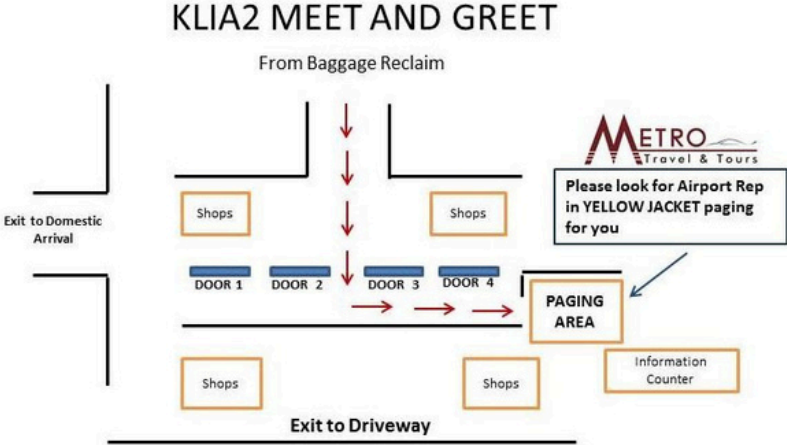 KLIA2 MEET AND GREET
From Baggage Reclaim
METRO
Travel & Tours
Please look for Airport Rep
in YELLOW JACKET paging
for you
Shops
Shops
Exit to Domestic
Arrival
DOOR 1
DOOR 2
DOOR 3
DOOR 4
PAGING
AREA
Information
Counter
Shops
Shops
Exit to Driveway